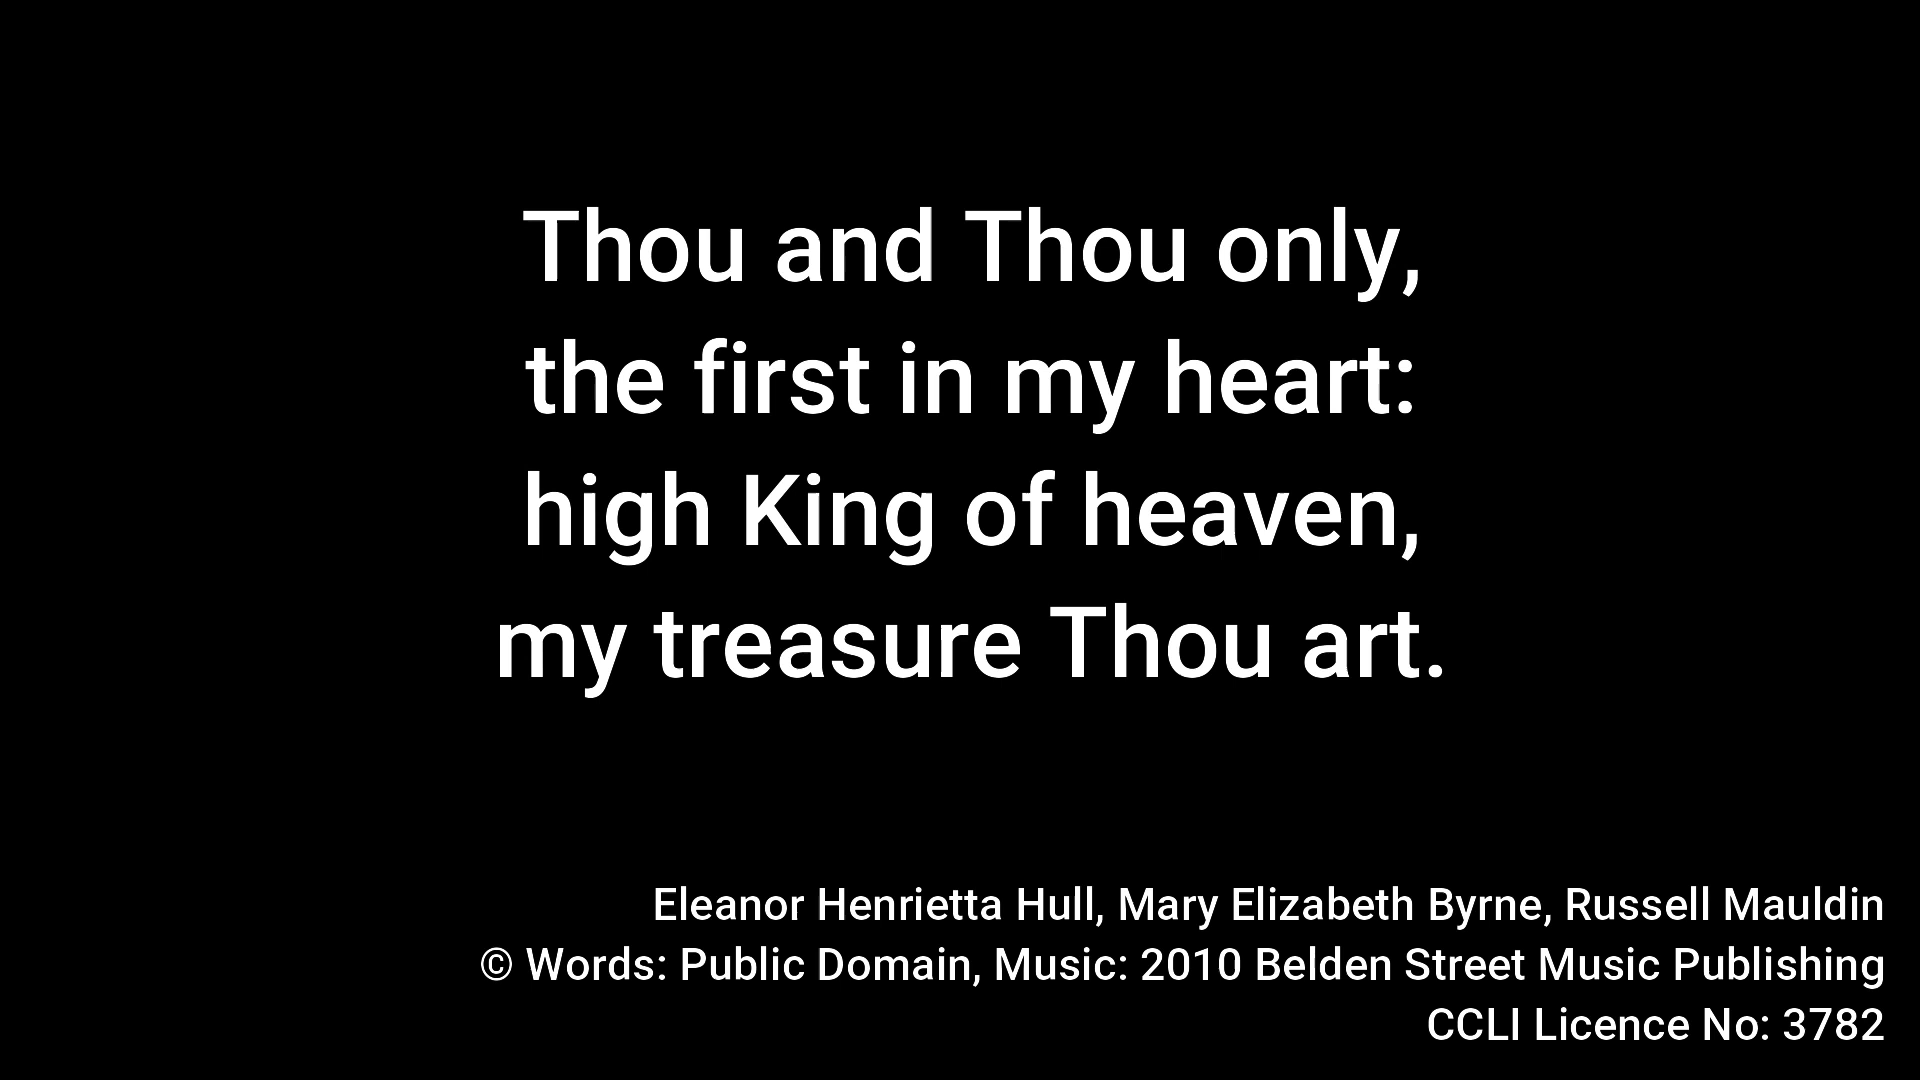 Thou and Thou only,
the first in my heart:
high King of heaven,
my treasure Thou art.
Eleanor Henrietta Hull, Mary Elizabeth Byrne, Russell Mauldin
© Words: Public Domain, Music: 2010 Belden Street Music Publishing
CCLI Licence No: 3782